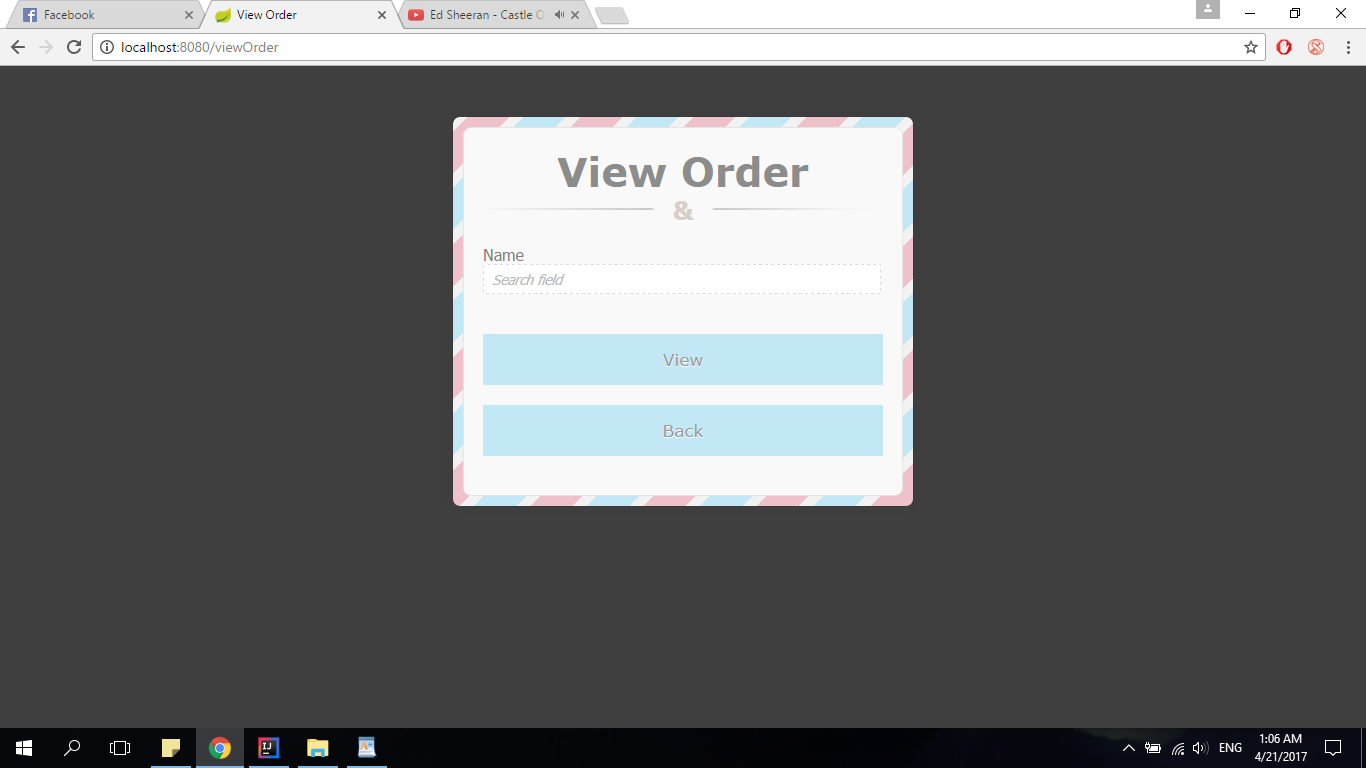 Facebook
View Order
Ed Sheeran - Castle O
localhost:8080/viewOrder
View Order
&
Name
Search field
View
Back
ENG
1:06 AM
4/21/2017